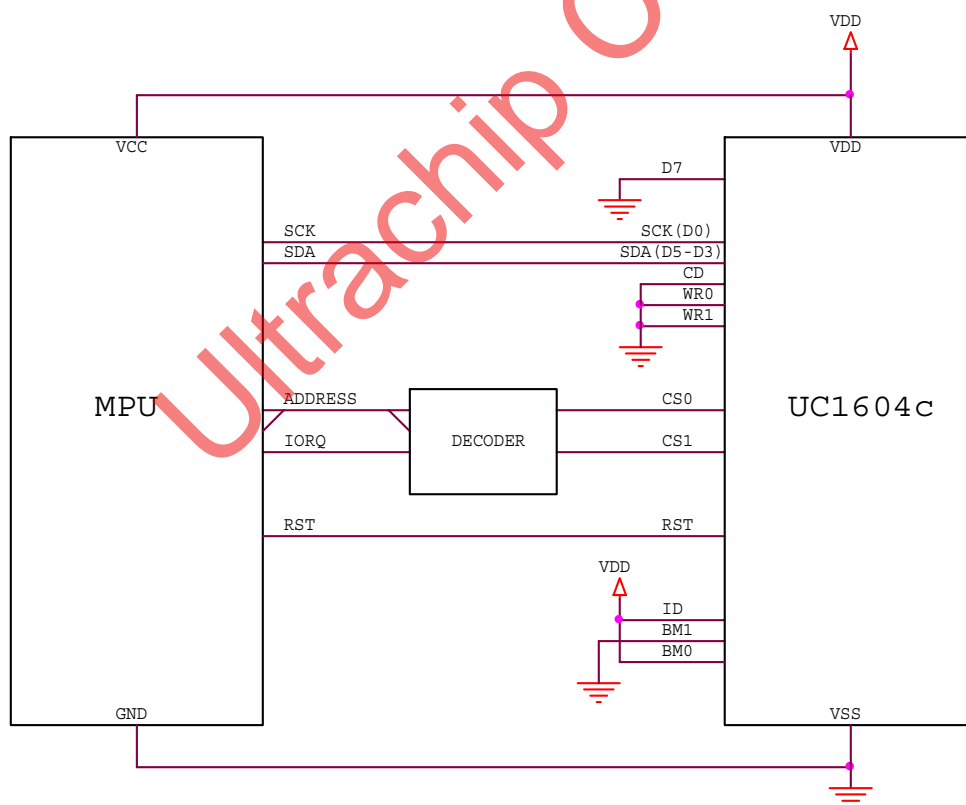 VDD
VCC
VDD
D7
SCK
SCK(D0)
SDA
SDA(D5-D3)
CD
WR0
WR1
MPU
ADDRESS
CS0
UC1604c
IORQ
DECODER
CS1
RST
RST
VDD
ID
BM1
BM0
GND
VSS
Ultrachip